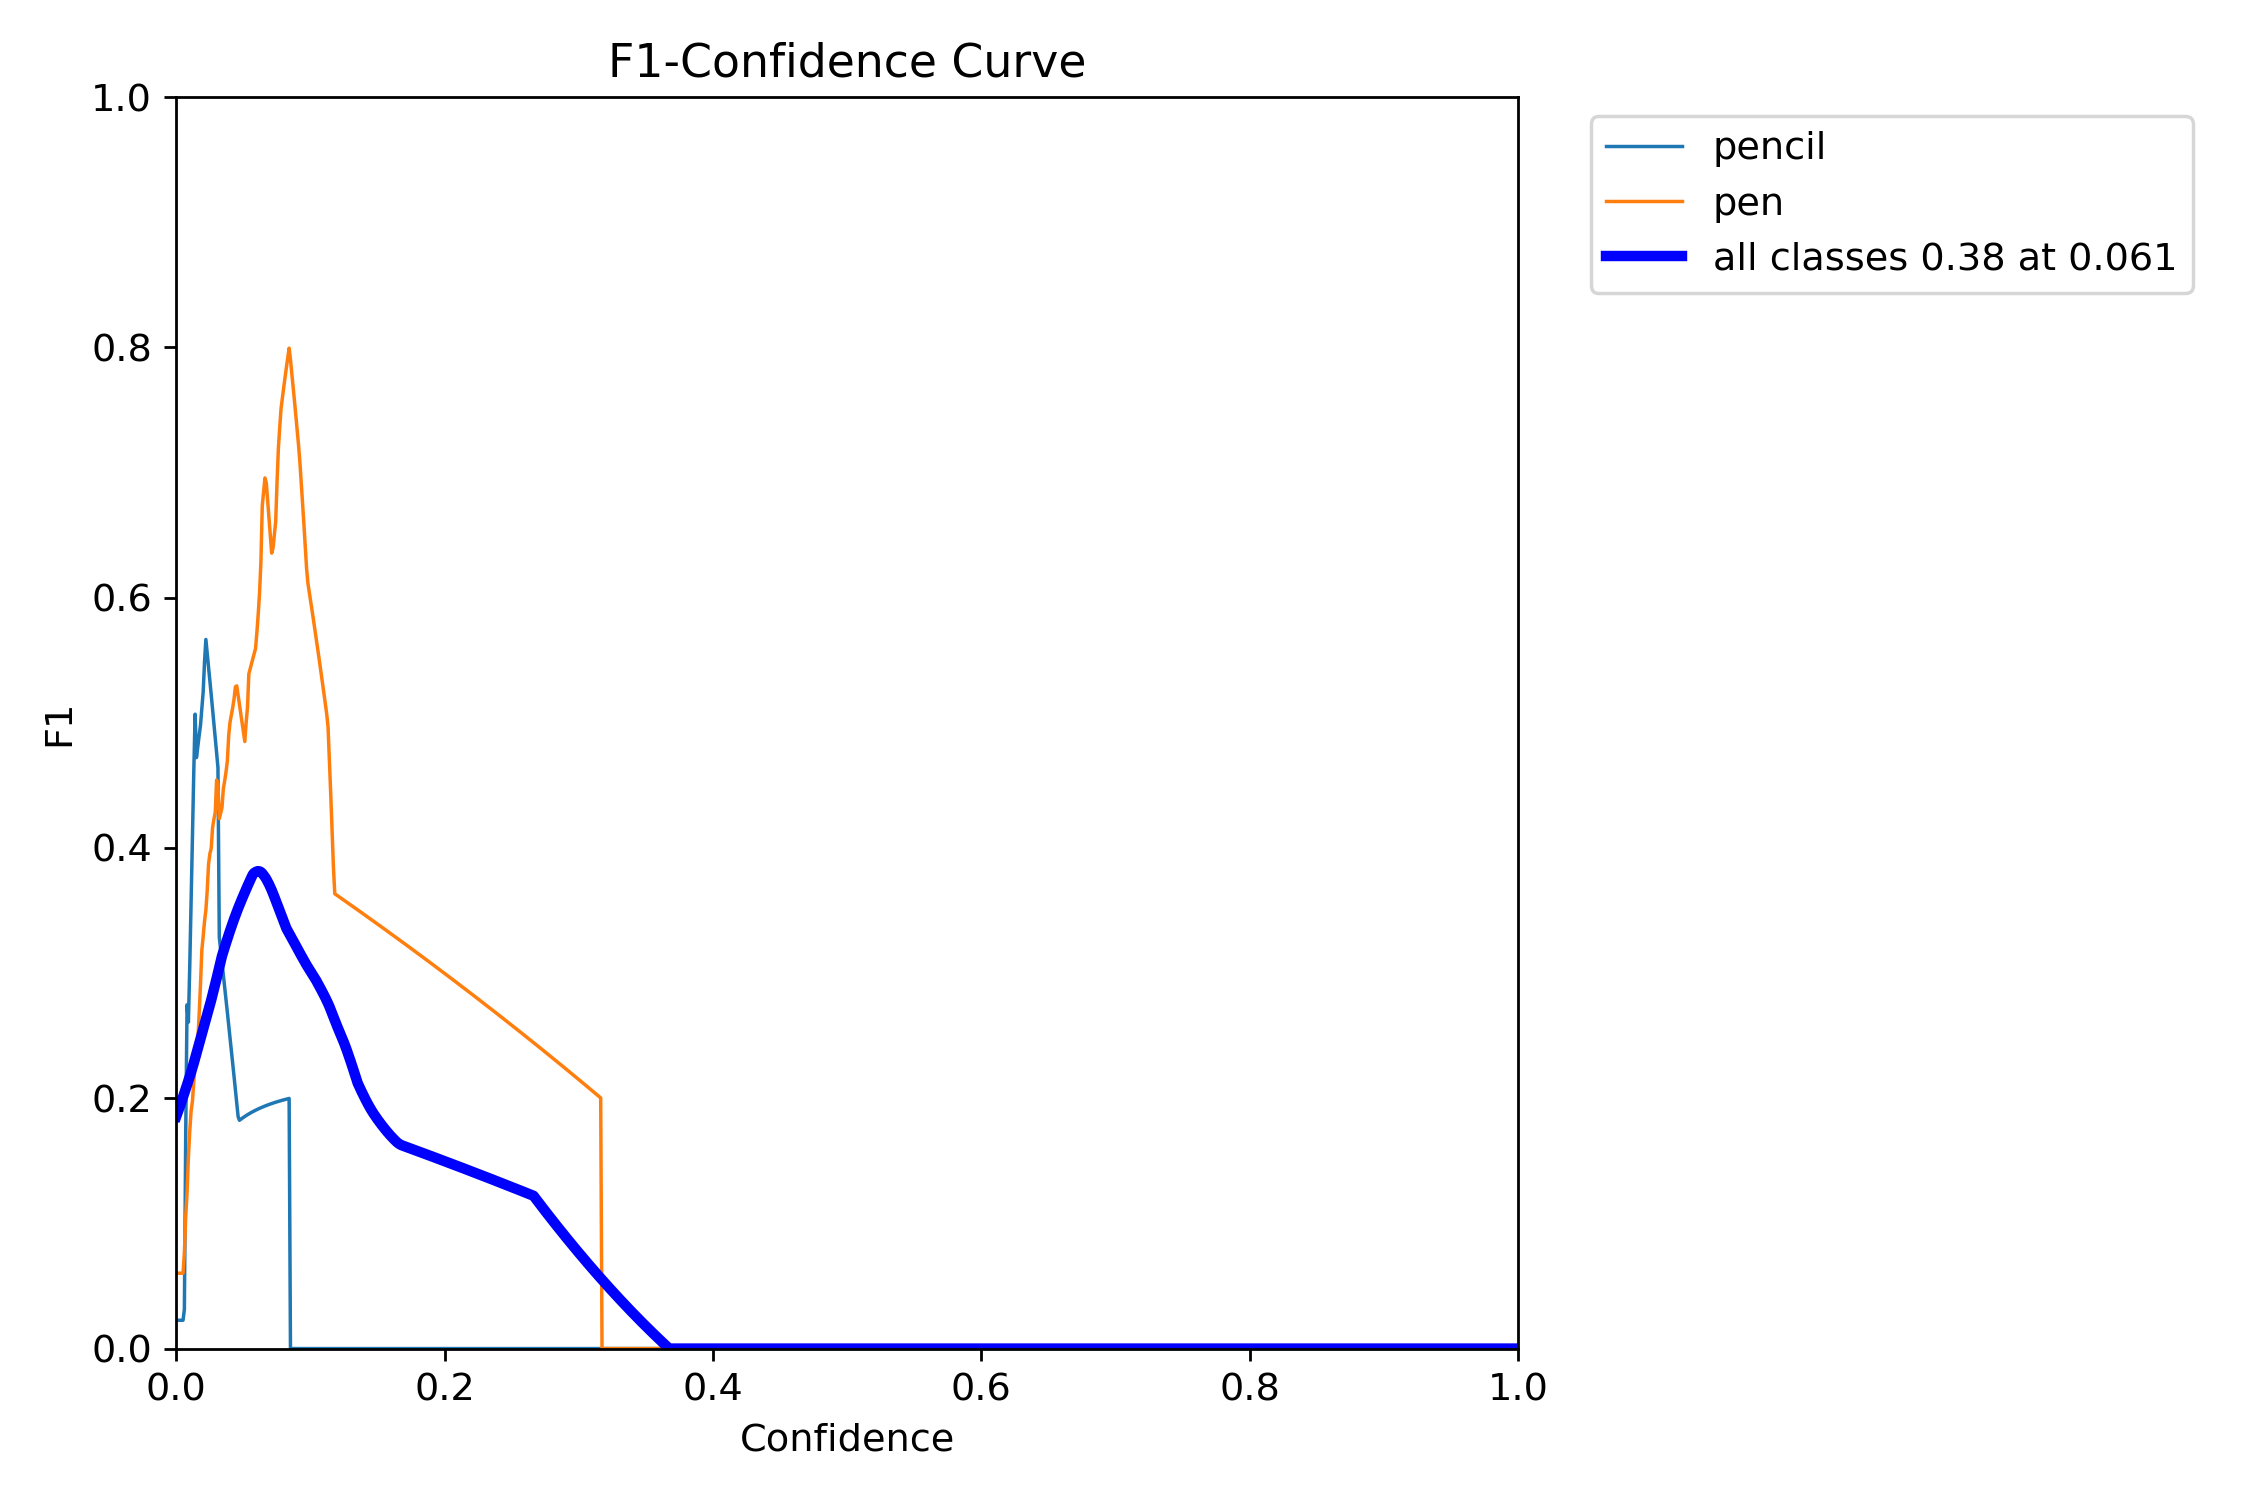 F1-Confidence Curve
pencil
pen
all classes 0.38 at 0.061
1.0
0.8
0.6
0.4
0.2
0.0
F1
0.0 0.2 0.4 0.6 0.8 1.0
Confidence